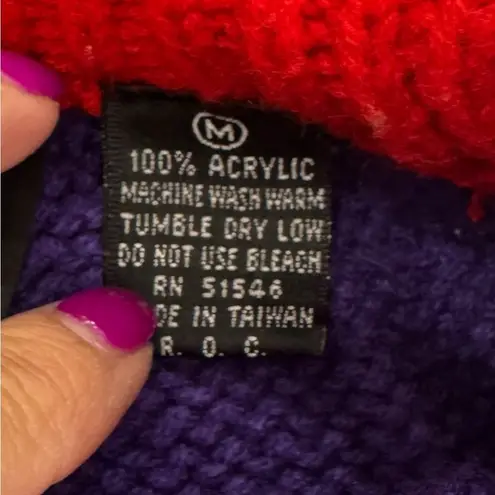 M
100% ACRYLIC
MACHINE WASH WARM
TUMBLE DRY LOW
DO NOT USE BLEACH
RN 51546
DE IN TAIWAN
R. O. C.